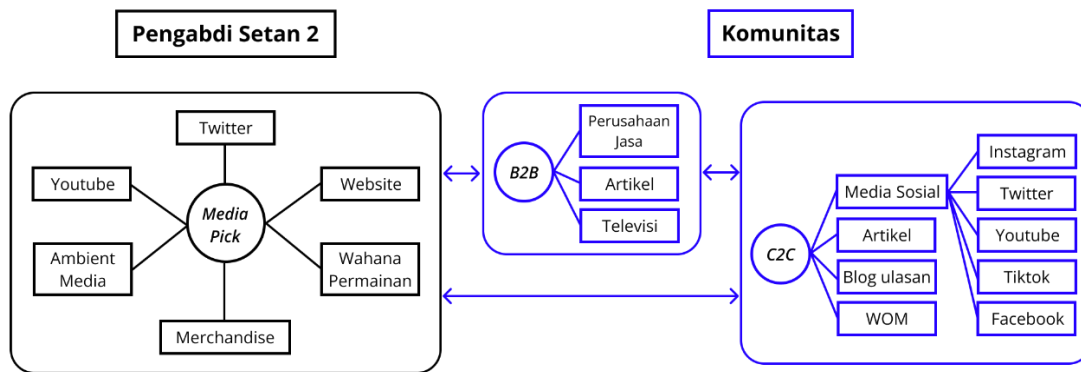 Pengabdi Setan 2
Komunitas
Twitter
Youtube
Website
Media
Pick
Ambient
Media
Wahana
Permainan
Merchandise
B2B
Perusahaan
Jasa
Artikel
Televisi
C2C
Media Sosial
Artikel
Blog ulasan
WOM
Instagram
Twitter
Youtube
Tiktok
Facebook